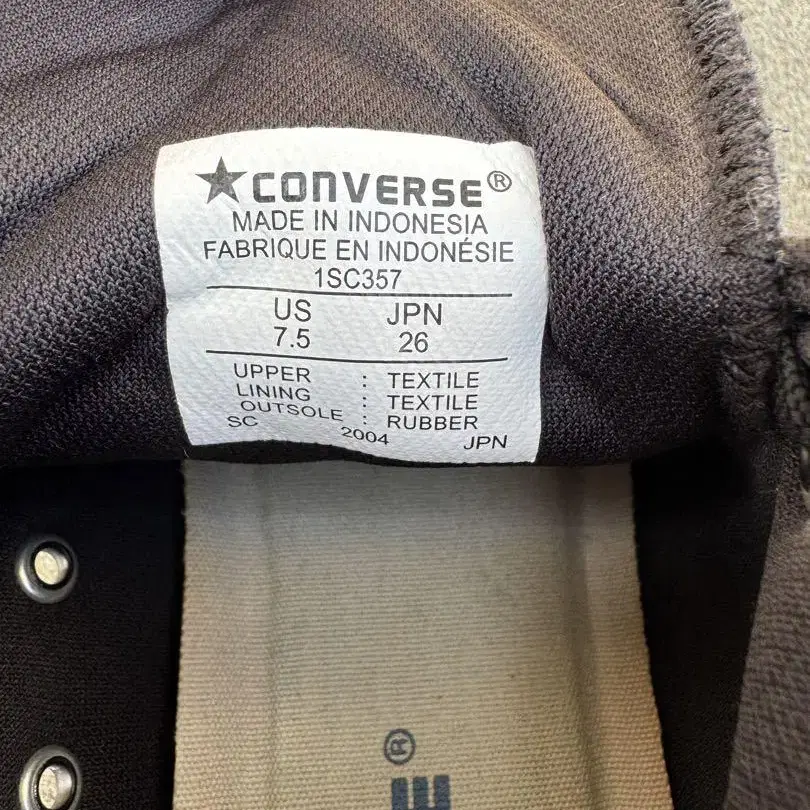 ★CONVERSE®
MADE IN INDONESIA
FABRIQUE EN INDONÉSIE
1SC357
US JPN
7.5 26
UPPER : TEXTILE
LINING : TEXTILE
OUTSOLE : RUBBER
SC 2004 JPN
®
E